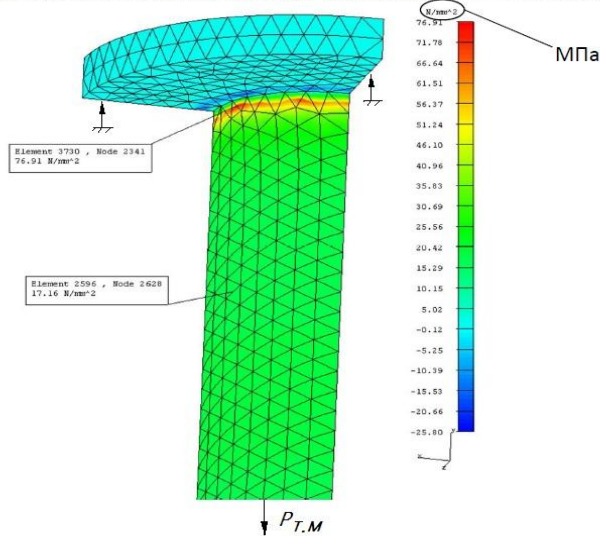 N/mm^2
76.91
МПа
71.78
66.64
61.51
56.37
51.24
46.10
40.96
35.83
30.69
25.56
20.42
15.29
10.15
5.02
-0.12
-5.25
-10.39
-15.53
-20.66
-25.80
Element 3730 , Node 2341
76.91 N/mm^2
Element 2596 , Node 2628
17.16 N/mm^2
Y
X
Z
P т.м